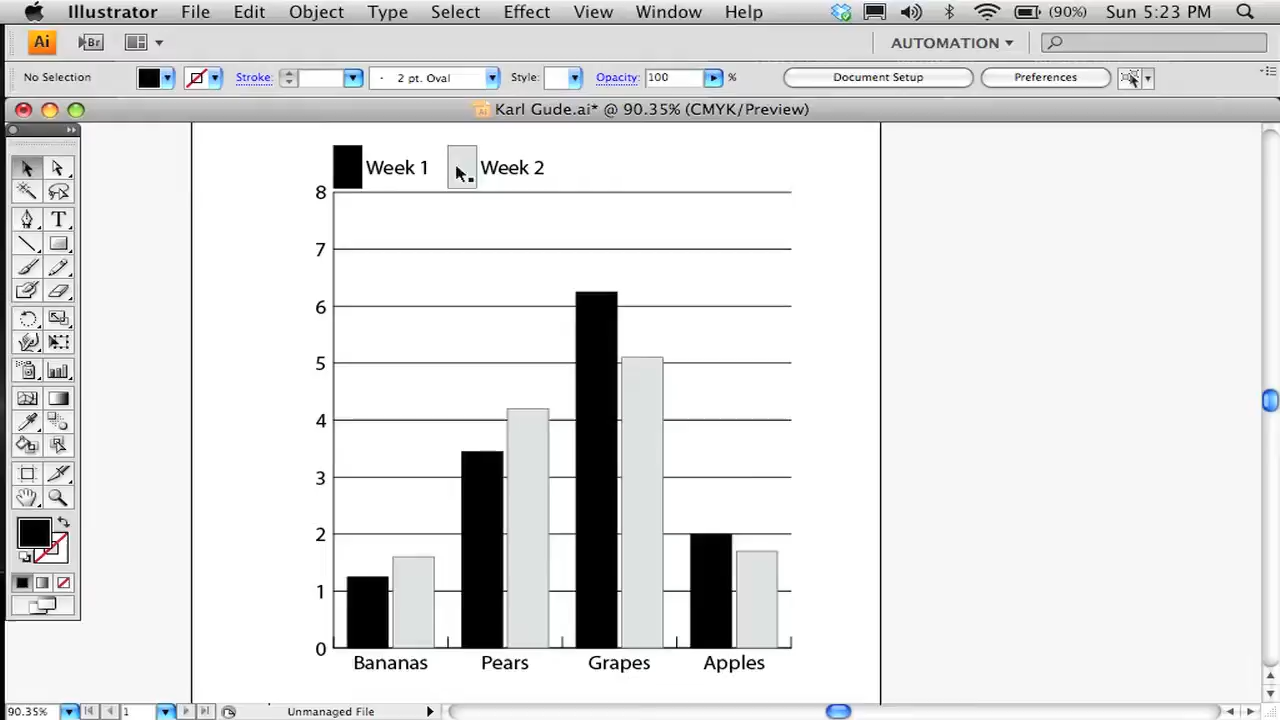 Illustrator File Edit Object Type Select Effect View Window Help (90%) Sun 5:23 PM
Ai Br AUTOMATION
No Selection Stroke: 2 pt. Oval Style: Opacity: 100 % Document Setup Preferences
Karl Gude.ai* @ 90.35% (CMYK/Preview)
Week 1 Week 2
8
7
6
5
4
3
2
1
0
Bananas Pears Grapes Apples
90.35% 1 Unmanaged File